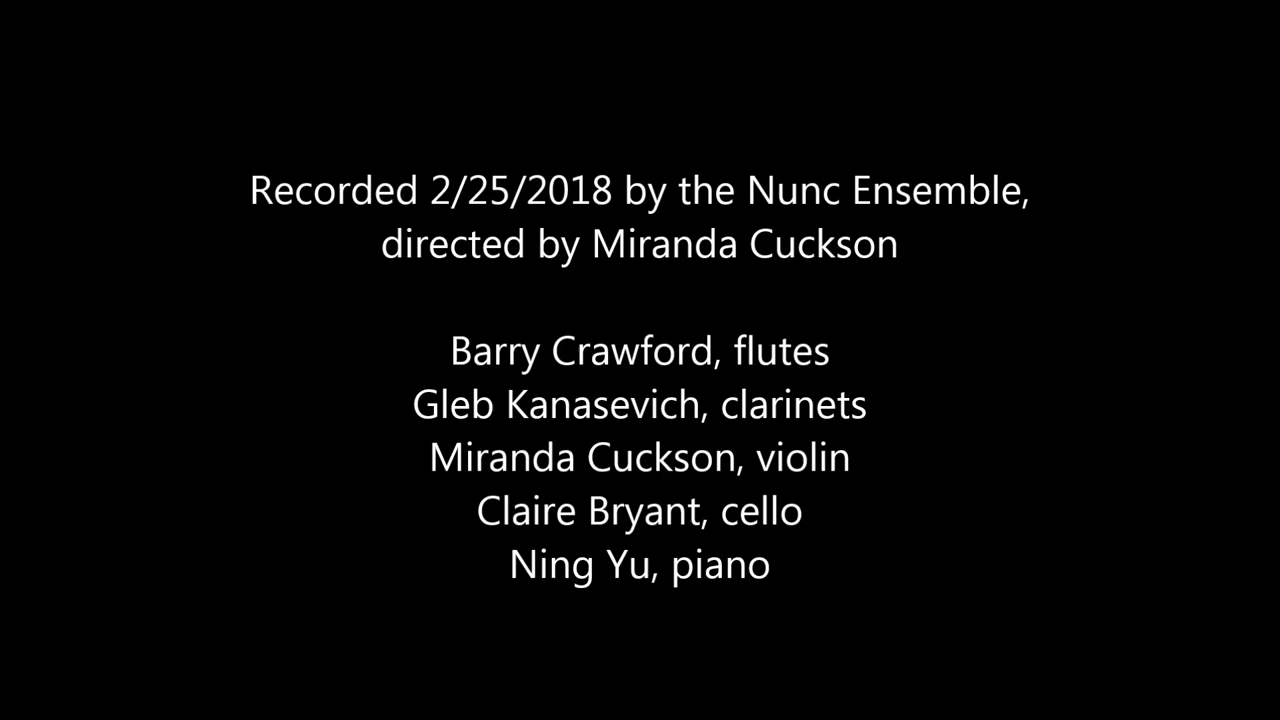 Recorded 2/25/2018 by the Nunc Ensemble,
directed by Miranda Cuckson
Barry Crawford, flutes
Gleb Kanasevich, clarinets
Miranda Cuckson, violin
Claire Bryant, cello
Ning Yu, piano